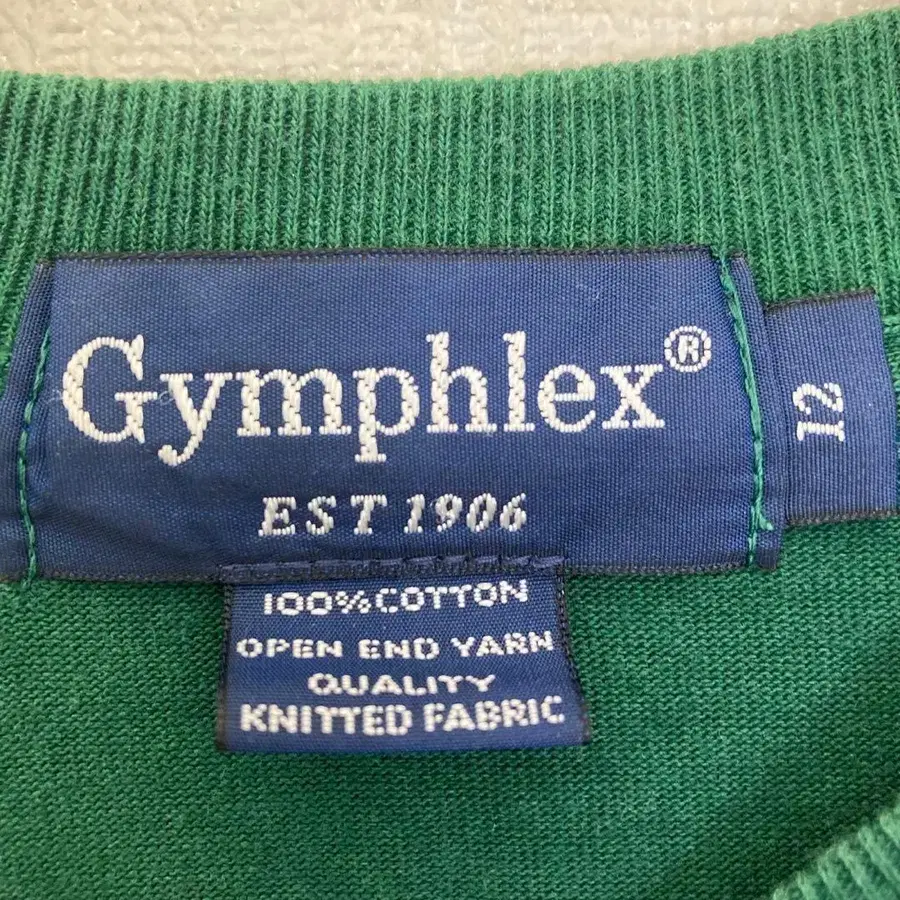 Gymphlex®
EST 1906
12
100% COTTON
OPEN END YARN
QUALITY
KNITTED FABRIC